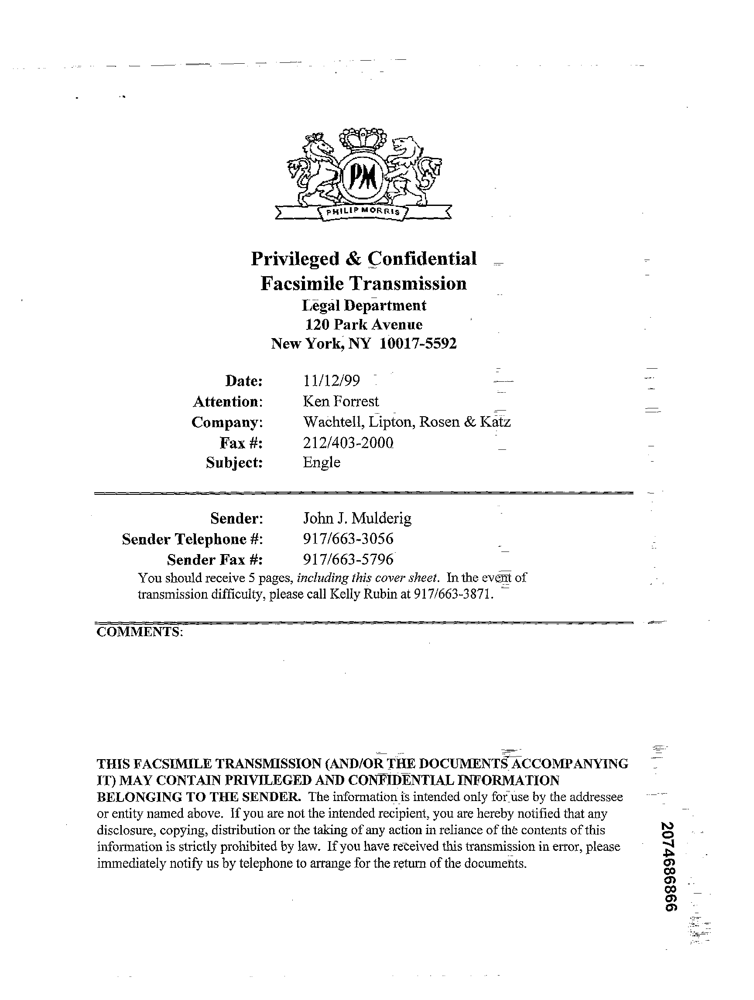 PM
PHILIP MORRIS
Privileged & Confidential
Facsimile Transmission
Legal Department
120 Park Avenue
New York, NY 10017-5592
Date: 11/12/99
Attention: Ken Forrest
Company: Wachtell, Lipton, Rosen & Katz
Fax #: 212/403-2000
Subject: Engle
Sender: John J. Mulderig
Sender Telephone #: 917/663-3056
Sender Fax #: 917/663-5796
You should receive 5 pages, including this cover sheet. In the event of
transmission difficulty, please call Kelly Rubin at 917/663-3871.
COMMENTS:
THIS FACSIMILE TRANSMISSION (AND/OR THE DOCUMENTS ACCOMPANYING
IT) MAY CONTAIN PRIVILEGED AND CONFIDENTIAL INFORMATION
BELONGING TO THE SENDER. The information is intended only for use by the addressee
or entity named above. If you are not the intended recipient, you are hereby notified that any
disclosure, copying, distribution or the taking of any action in reliance of the contents of this
information is strictly prohibited by law. If you have received this transmission in error, please
immediately notify us by telephone to arrange for the return of the documents.
2074686866